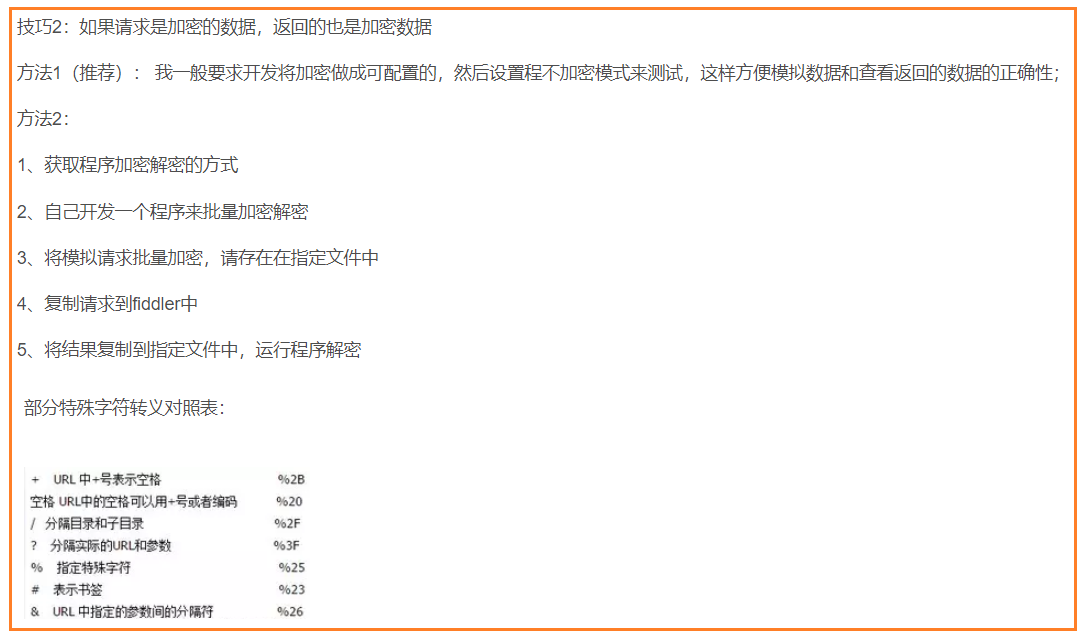 技巧2：如果请求是加密的数据，返回的也是加密数据
方法1（推荐）： 我一般要求开发将加密做成可配置的，然后设置程不加密模式来测试，这样方便模拟数据和查看返回的数据的正确性；
方法2：
1、获取程序加密解密的方式
2、自己开发一个程序来批量加密解密
3、将模拟请求批量加密，请存在在指定文件中
4、复制请求到fiddler中
5、将结果复制到指定文件中，运行程序解密
部分特殊字符转义对照表：
+ URL 中+号表示空格 %2B
空格 URL中的空格可以用+号或者编码 %20
/ 分隔目录和子目录 %2F
? 分隔实际的URL和参数 %3F
% 指定特殊字符 %25
# 表示书签 %23
& URL 中指定的参数间的分隔符 %26